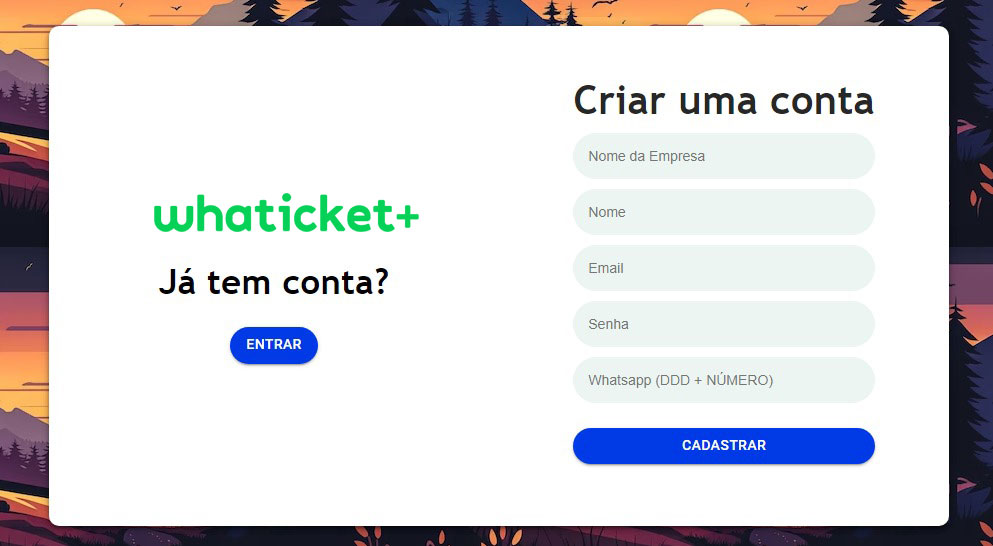 whaticket+
Já tem conta?
ENTRAR
Criar uma conta
Nome da Empresa
Nome
Email
Senha
Whatsapp (DDD + NÚMERO)
CADASTRAR